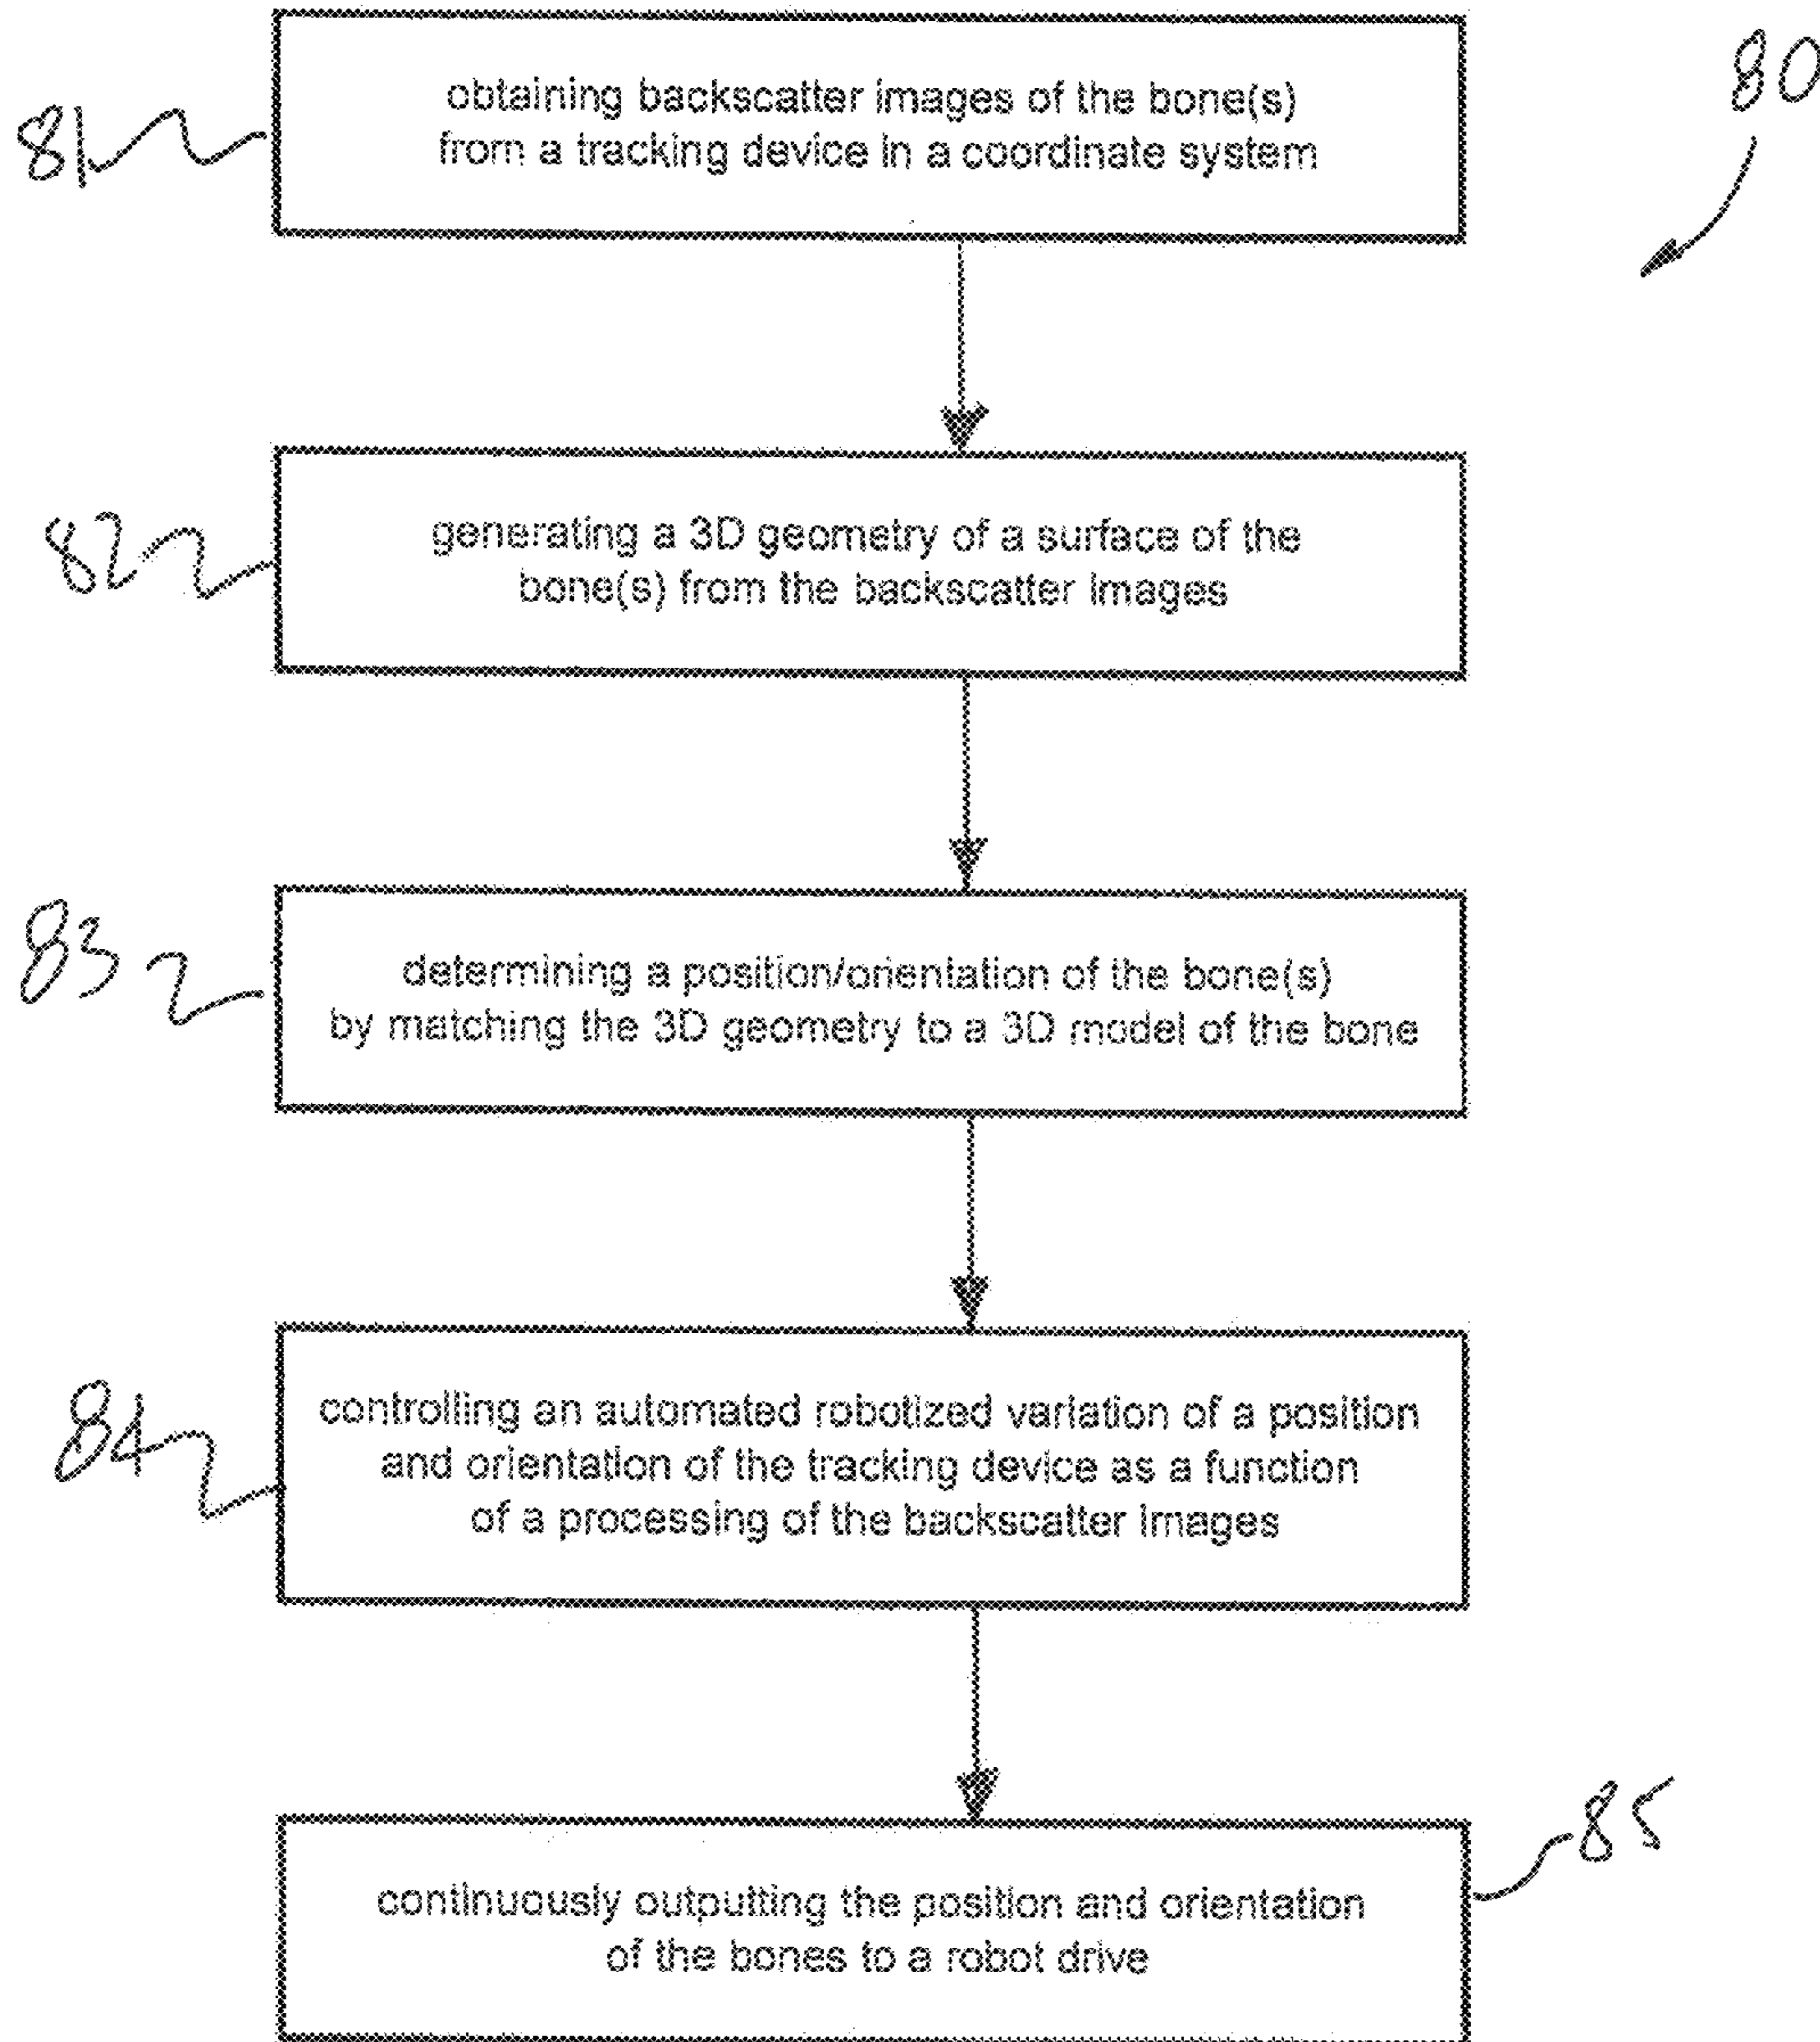 80
81
obtaining backscatter images of the bone(s)
from a tracking device in a coordinate system
82
generating a 3D geometry of a surface of the
bone(s) from the backscatter images
83
determining a position/orientation of the bone(s)
by matching the 3D geometry to a 3D model of the bone
84
controlling an automated robotized variation of a position
and orientation of the tracking device as a function
of a processing of the backscatter images
85
continuously outputting the position and orientation
of the bones to a robot drive